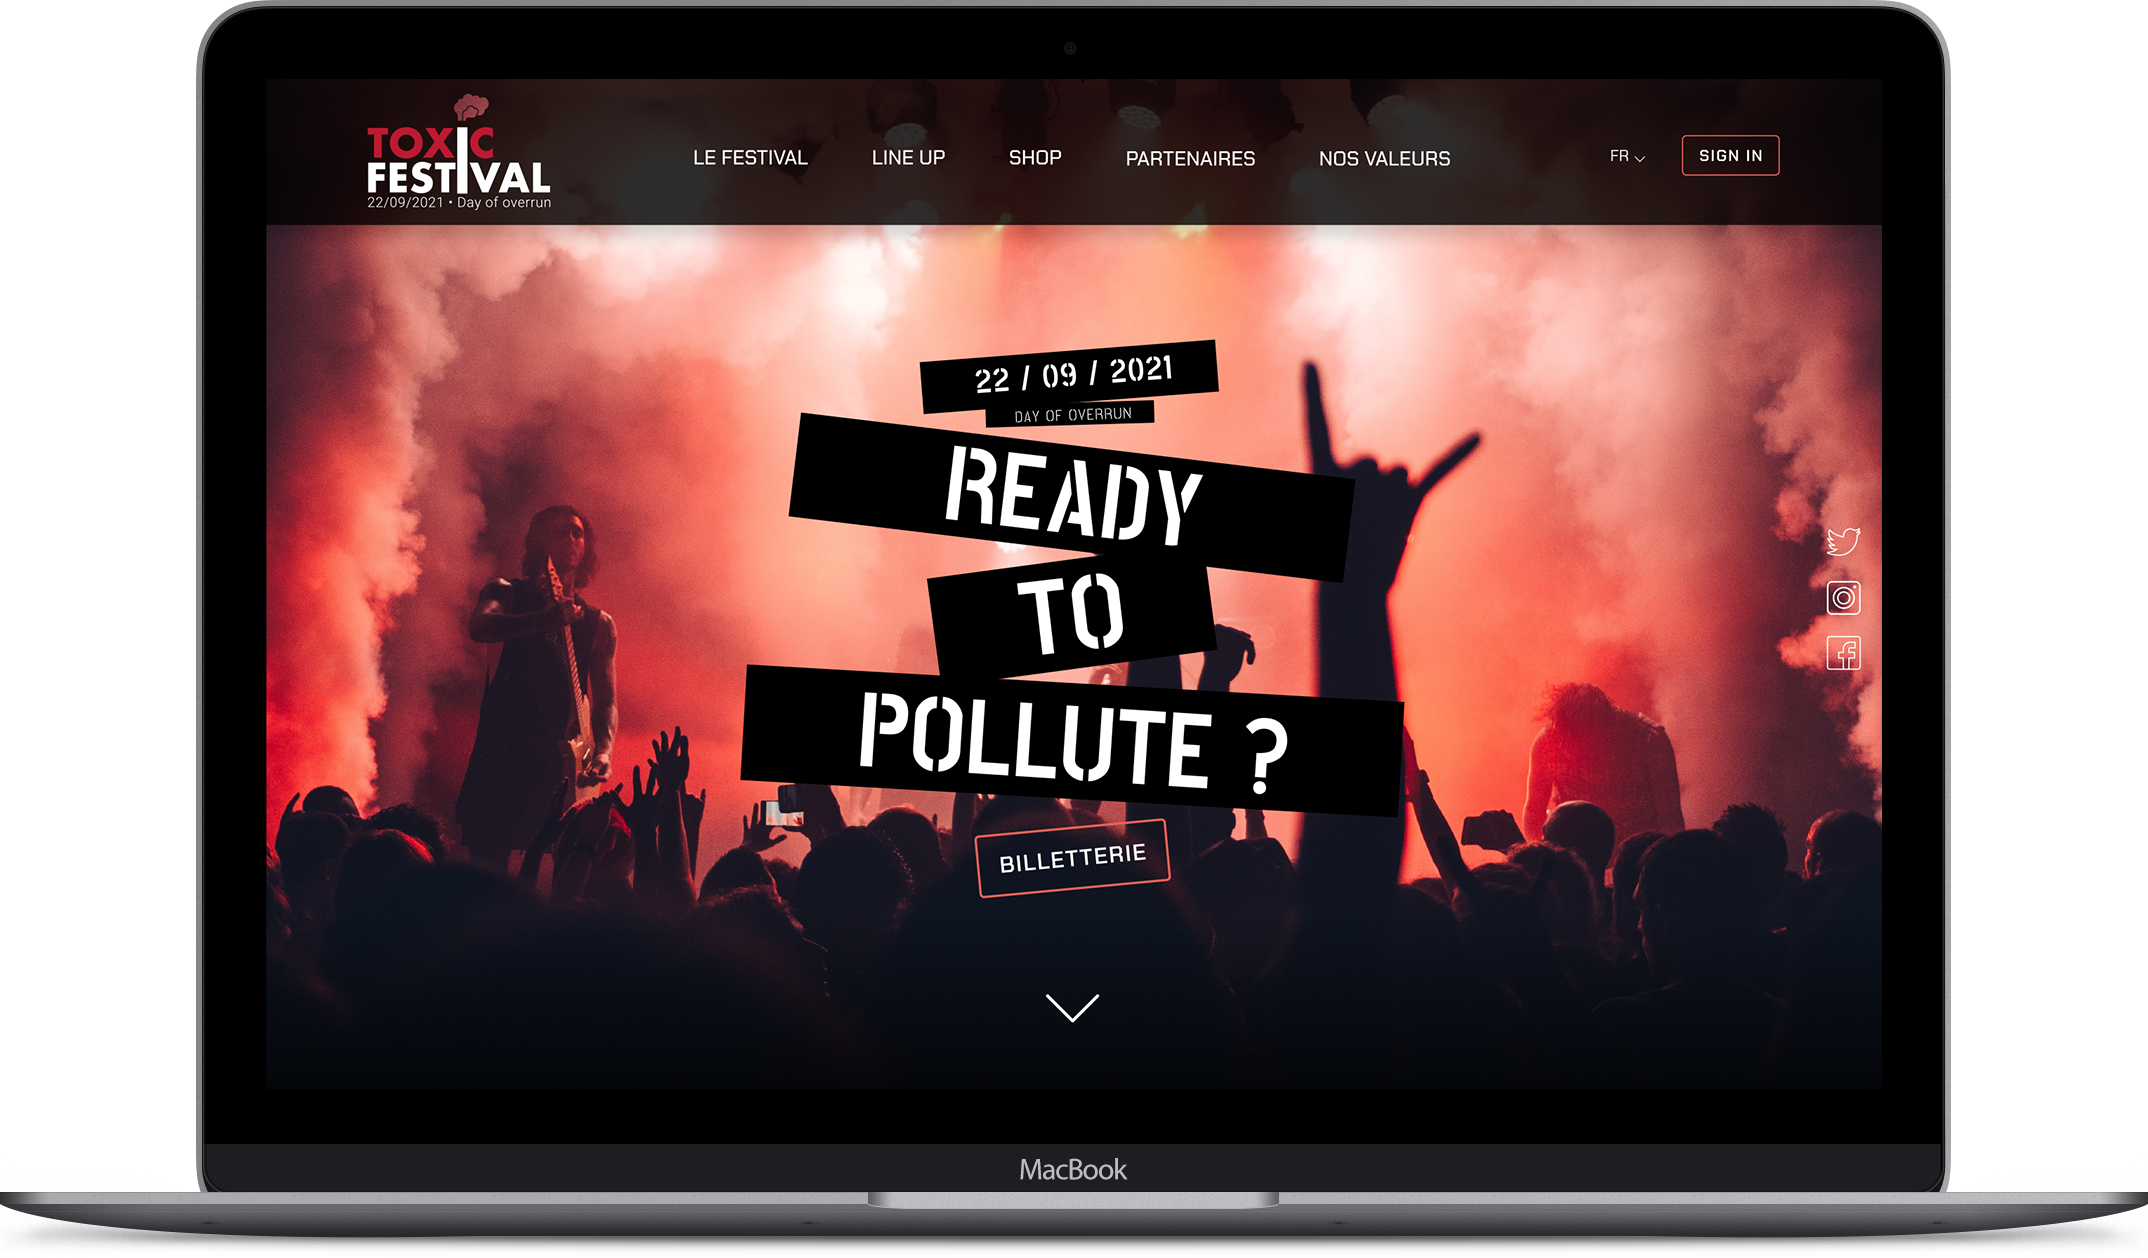 TOXIC
FESTIVAL
22/09/2021 • Day of overrun
LE FESTIVAL
LINE UP
SHOP
PARTENAIRES
NOS VALEURS
FR
SIGN IN
22 / 09 / 2021
DAY OF OVERRUN
READY
TO
POLLUTE ?
BILLETTERIE
MacBook